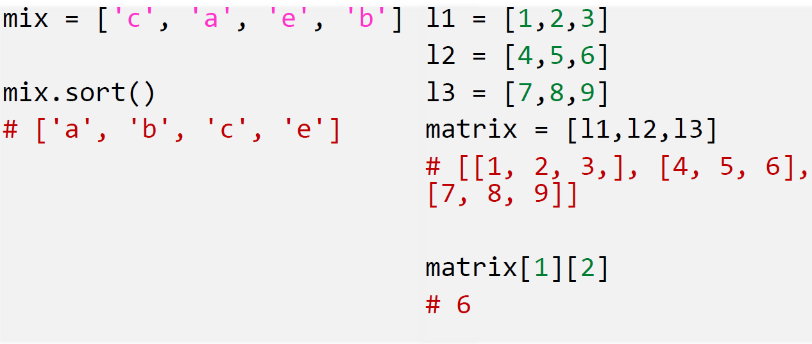 mix = ['c', 'a', 'e', 'b']
mix.sort()
# ['a', 'b', 'c', 'e']
l1 = [1,2,3]
l2 = [4,5,6]
l3 = [7,8,9]
matrix = [l1,l2,l3]
# [[1, 2, 3,], [4, 5, 6],
[7, 8, 9]]
matrix[1][2]
# 6